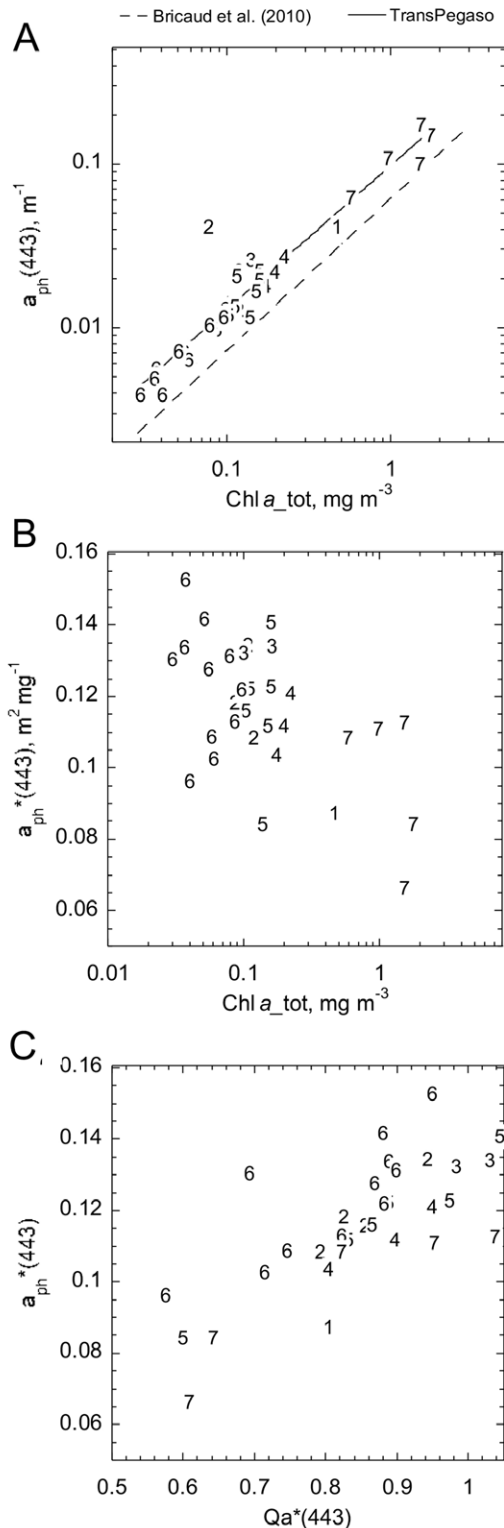 - - - Bricaud et al. (2010) —— TransPegaso
A
0.1
0.01
a_ph(443), m⁻¹
0.1 1
Chl a_tot, mg m⁻³
B
0.16
0.14
0.12
0.1
0.08
0.06
a_ph*(443), m² mg⁻¹
0.01 0.1 1
Chl a_tot, mg m⁻³
C
0.16
0.14
0.12
0.1
0.08
0.06
a_ph*(443)
0.5 0.6 0.7 0.8 0.9 1
Qa*(443)